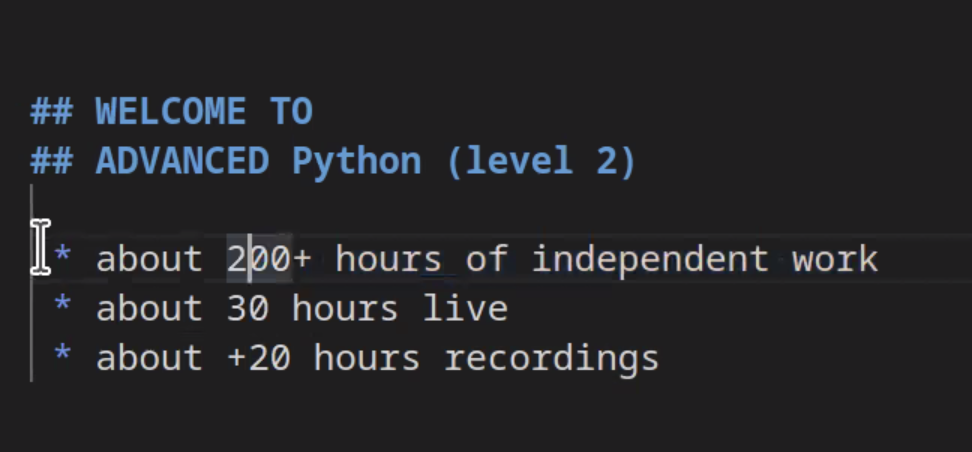 ## WELCOME TO
## ADVANCED Python (level 2)
* about 200+ hours of independent work
* about 30 hours live
* about +20 hours recordings